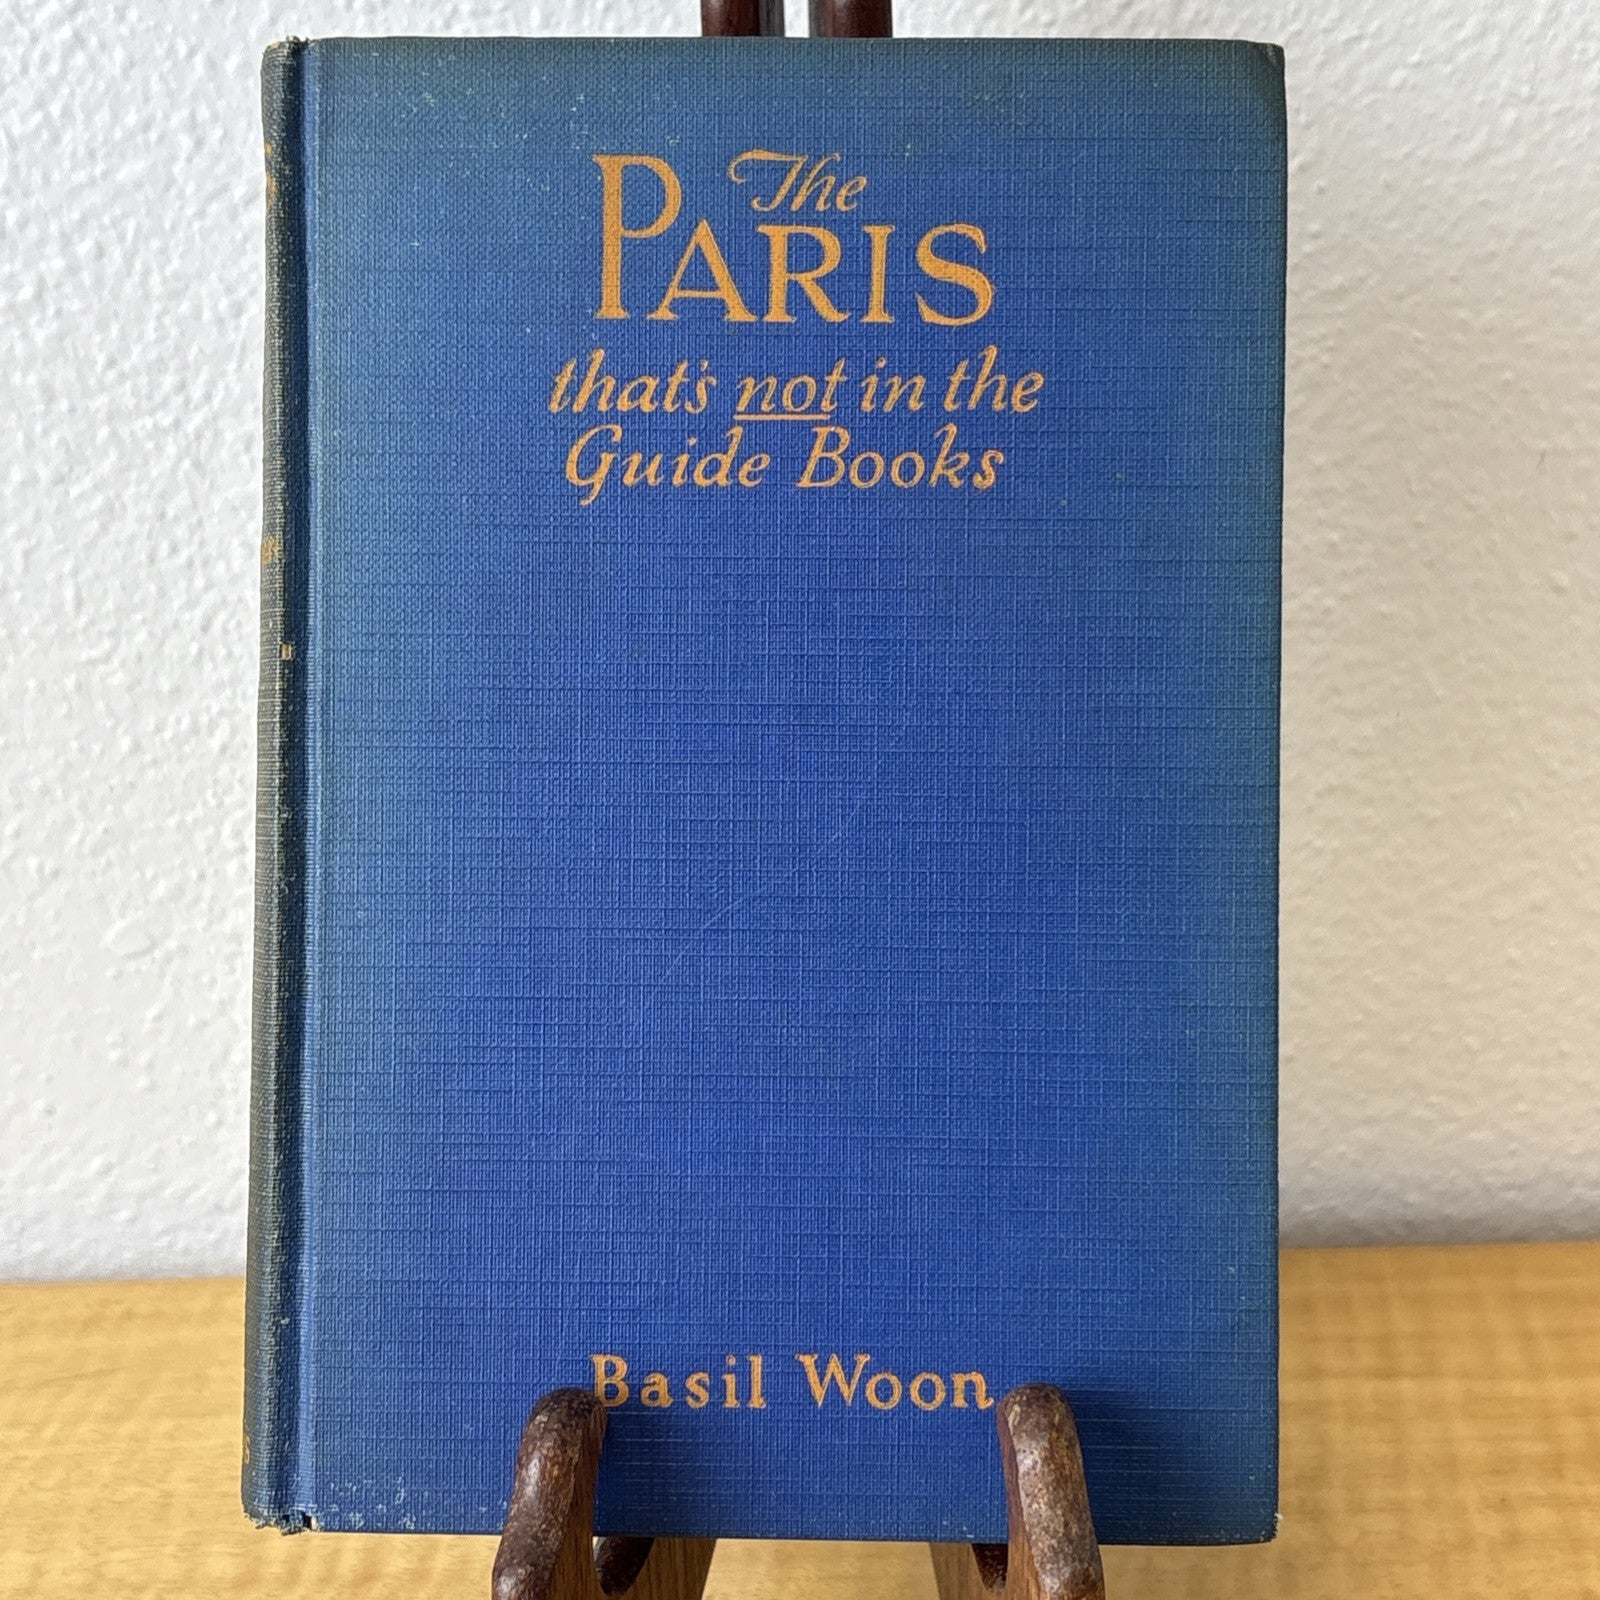 The
PARIS
that's not in the
Guide Books
Basil Woon